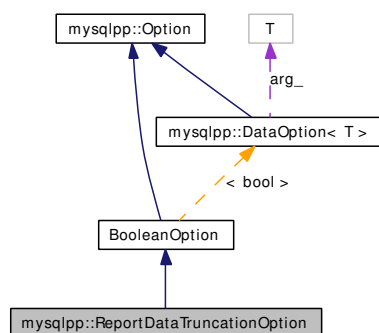 mysqlpp::Option
T
arg_
mysqlpp::DataOption< T >
< bool >
BooleanOption
mysqlpp::ReportDataTruncationOption